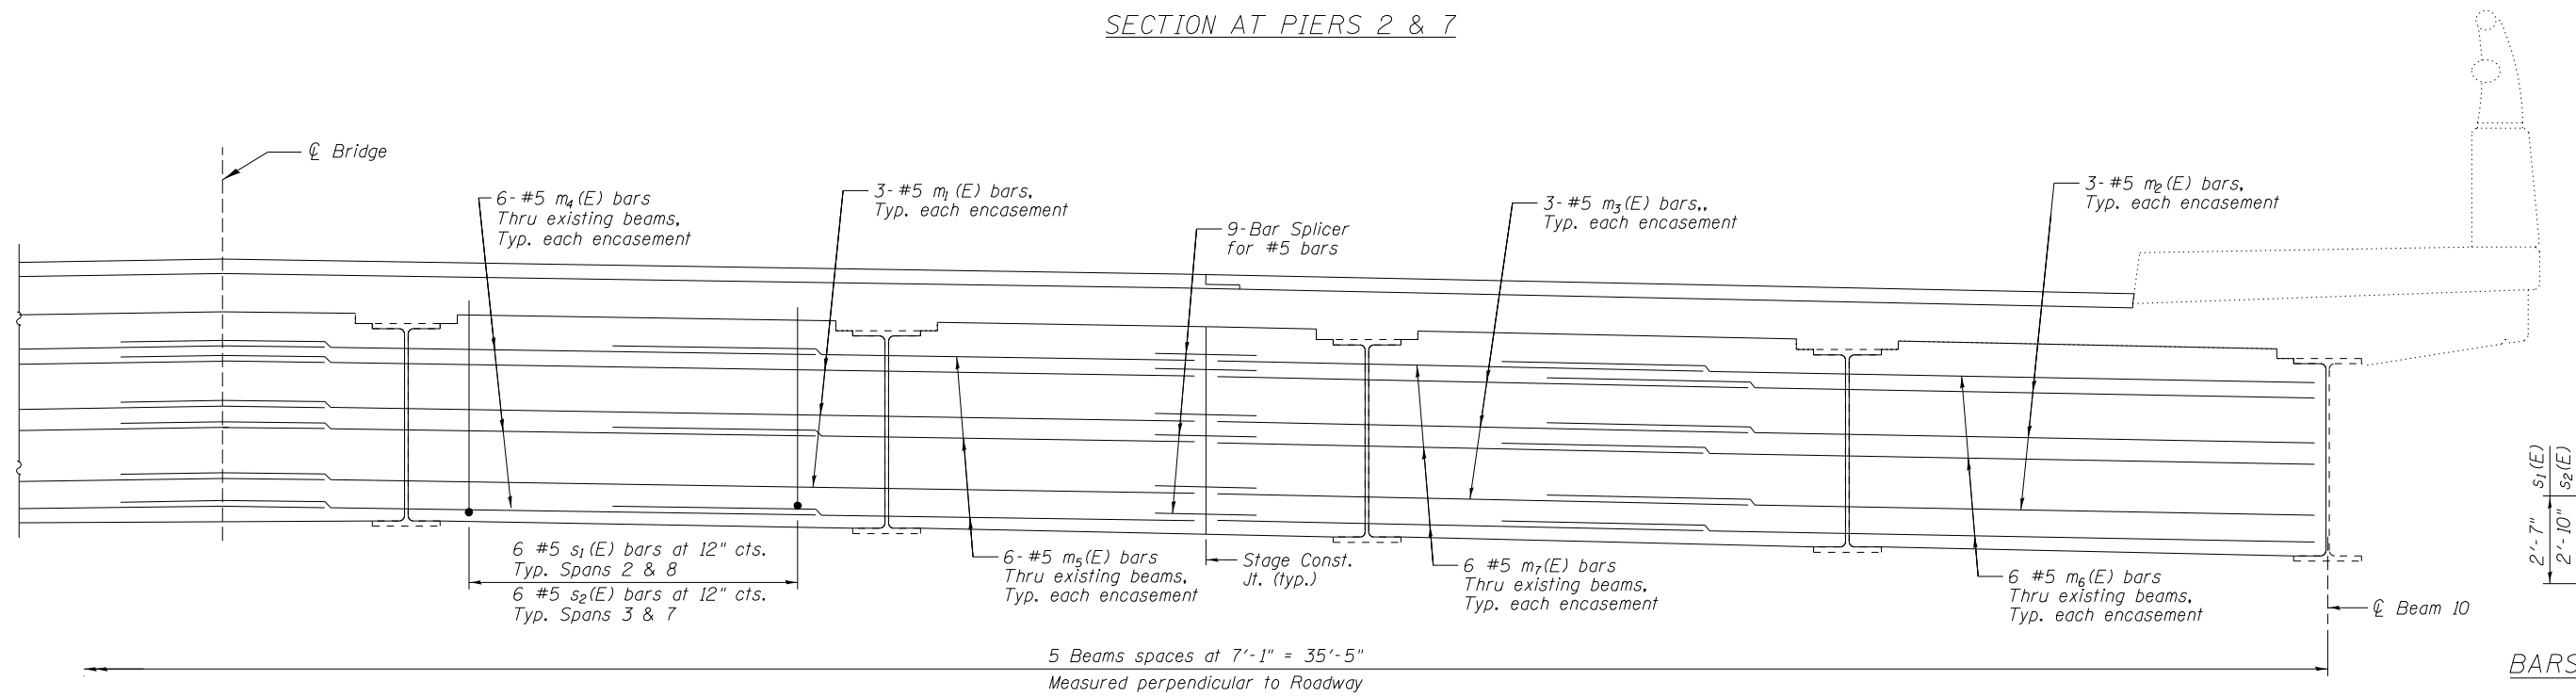 SECTION AT PIERS 2 & 7
℄ Bridge
6-#5 m4(E) bars
Thru existing beams,
Typ. each encasement
3-#5 m1(E) bars,
Typ. each encasement
9-Bar Splicer
for #5 bars
3-#5 m3(E) bars,,
Typ. each encasement
3-#5 m2(E) bars,
Typ. each encasement
6 #5 s1(E) bars at 12" cts.
Typ. Spans 2 & 8
6 #5 s2(E) bars at 12" cts.
Typ. Spans 3 & 7
6-#5 m5(E) bars
Thru existing beams,
Typ. each encasement
Stage Const.
Jt. (typ.)
6 #5 m7(E) bars
Thru existing beams,
Typ. each encasement
6 #5 m6(E) bars
Thru existing beams,
Typ. each encasement
℄ Beam 10
2'-7" s1(E)
2'-10" s2(E)
5 Beams spaces at 7'-1" = 35'-5"
Measured perpendicular to Roadway
BARS